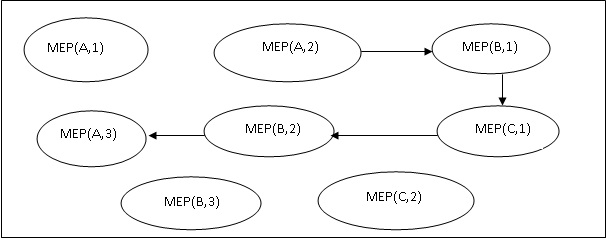 MEP(A,1)
MEP(A,2)
MEP(B,1)
MEP(A,3)
MEP(B,2)
MEP(C,1)
MEP(B,3)
MEP(C,2)